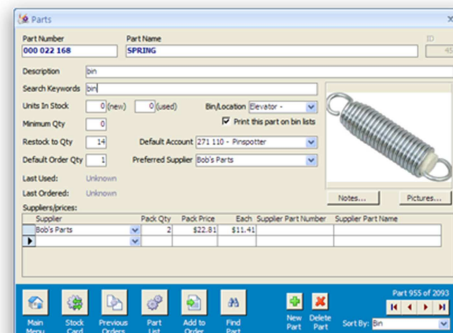 Parts
Part Number Part Name ID
000 022 168 SPRING
Description bin
Search Keywords bin
Units In Stock 0 (new) 0 (used) Bin/Location Elevator -
Minimum Qty 0 Print this part on bin lists
Restock to Qty 14 Default Account 271 110 - Pinspotter
Default Order Qty 1 Preferred Supplier Bob's Parts
Last Used: Unknown
Last Ordered: Unknown
Notes... Pictures...
Suppliers/prices:
Supplier Pack Qty Pack Price Each Supplier Part Number Supplier Part Name
Bob's Parts 2 $22.81 $11.41
Part 955 of 2093
Main Menu Stock Card Previous Orders Part List Add to Order Find Part New Part Delete Part Sort By: Bin